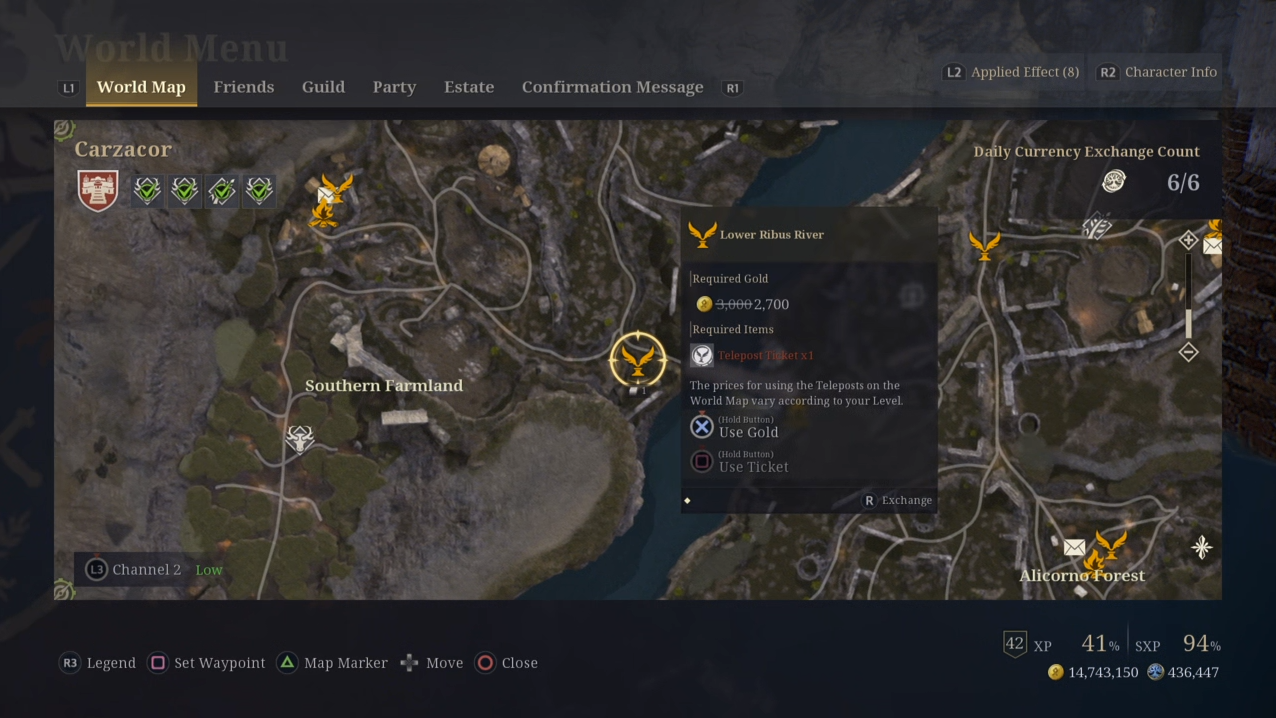 World Menu
L1 World Map Friends Guild Party Estate Confirmation Message R1
L2 Applied Effect (8) R2 Character Info
Carzacor
Daily Currency Exchange Count
6/6
Lower Ribus River
Required Gold
3,000 2,700
Required Items
Telepost Ticket x1
The prices for using the Teleposts on the
World Map vary according to your Level.
(Hold Button)
Use Gold
(Hold Button)
Use Ticket
R Exchange
1
Southern Farmland
Alicorno Forest
L3 Channel 2 Low
R3 Legend Set Waypoint Map Marker Move Close
42 XP 41% SXP 94%
14,743,150 436,447